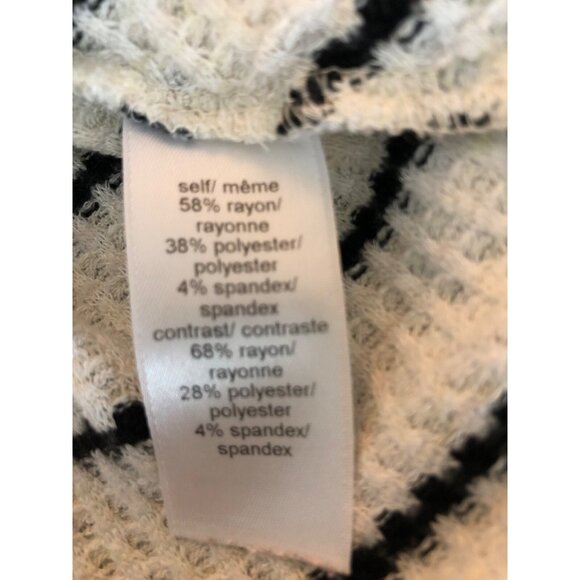 self/ même
58% rayon/
rayonne
38% polyester/
polyester
4% spandex/
spandex
contrast/ contraste
68% rayon/
rayonne
28% polyester/
polyester
4% spandex/
spandex